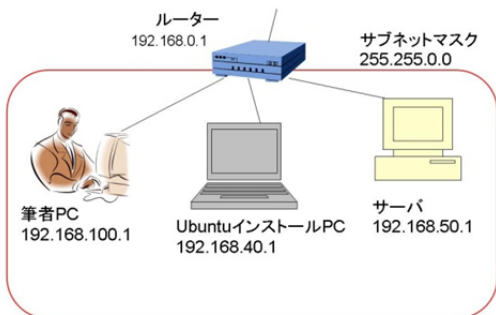 ルーター
192.168.0.1
サブネットマスク
255.255.0.0
筆者PC
192.168.100.1
UbuntuインストールPC
192.168.40.1
サーバ
192.168.50.1